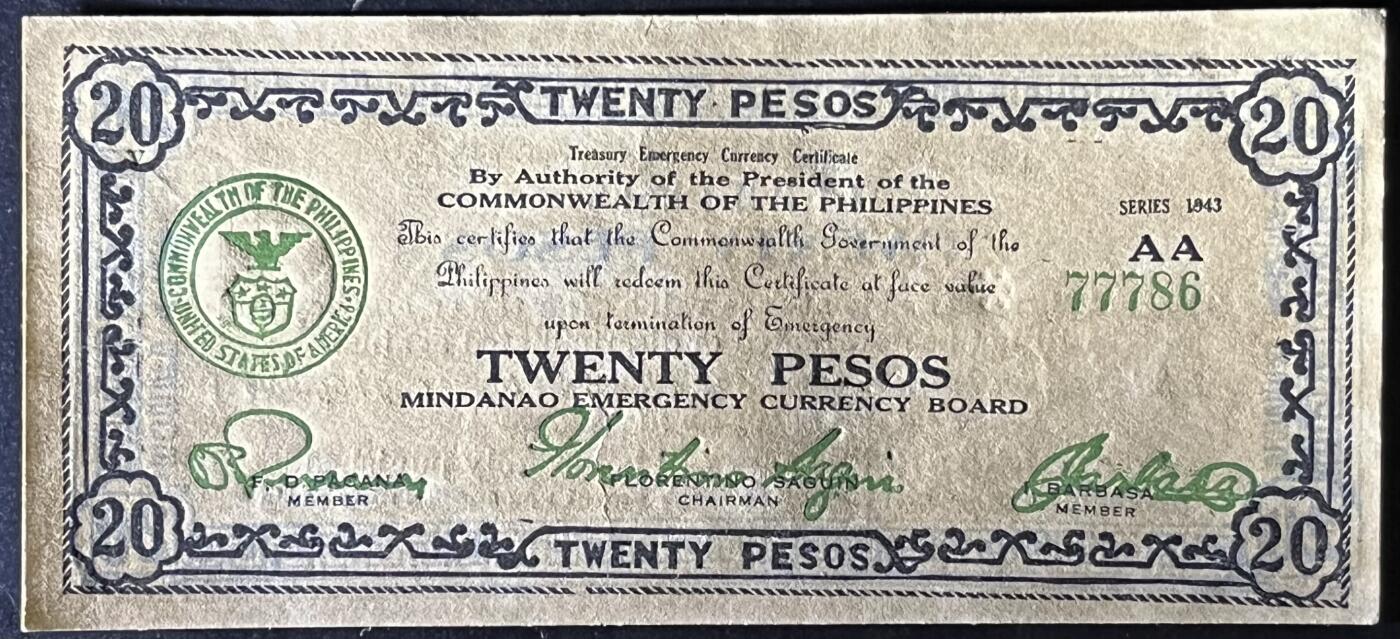 20 TWENTY PESOS 20
Treasury Emergency Currency Certificate
By Authority of the President of the
COMMONWEALTH OF THE PHILIPPINES
SERIES 1943
This certifies that the Commonwealth Government of the
AA
Philippines will redeem this Certificate at face value
77786
upon termination of Emergency
COMMONWEALTH OF THE PHILIPPINES
UNITED STATES OF AMERICA
TWENTY PESOS
MINDANAO EMERGENCY CURRENCY BOARD
F. D. PACANA
MEMBER
FLORENTINO SAGUIN
CHAIRMAN
BARBASA
MEMBER
20 TWENTY PESOS 20